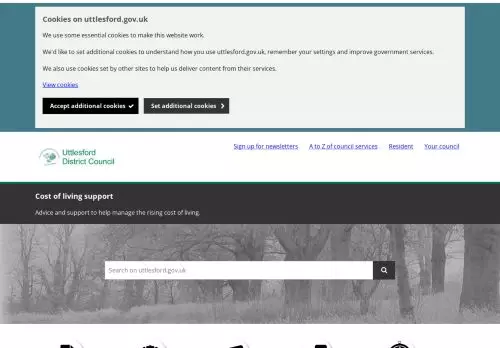 Cookies on uttlesford.gov.uk
We use some essential cookies to make this website work.
We'd like to set additional cookies to understand how you use uttlesford.gov.uk, remember your settings and improve government services.
We also use cookies set by other sites to help us deliver content from their services.
View cookies
Accept additional cookies
Set additional cookies
Uttlesford
District Council
Sign up for newsletters
A to Z of council services
Resident
Your council
Cost of living support
Advice and support to help manage the rising cost of living.
Search on uttlesford.gov.uk